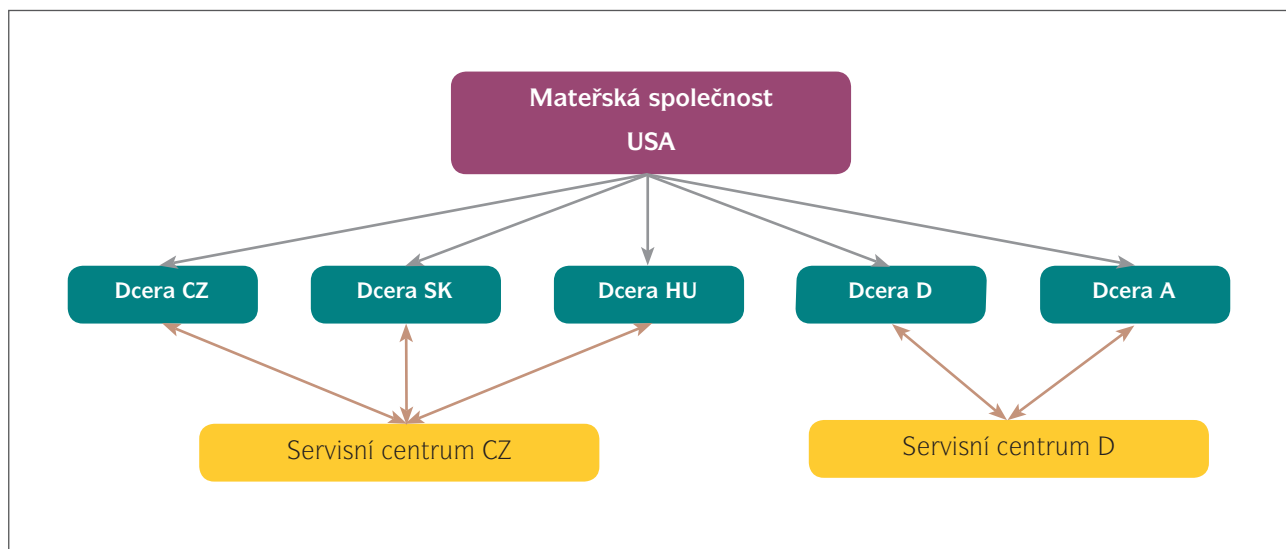 Mateřská společnost
USA
Dcera CZ
Dcera SK
Dcera HU
Dcera D
Dcera A
Servisní centrum CZ
Servisní centrum D